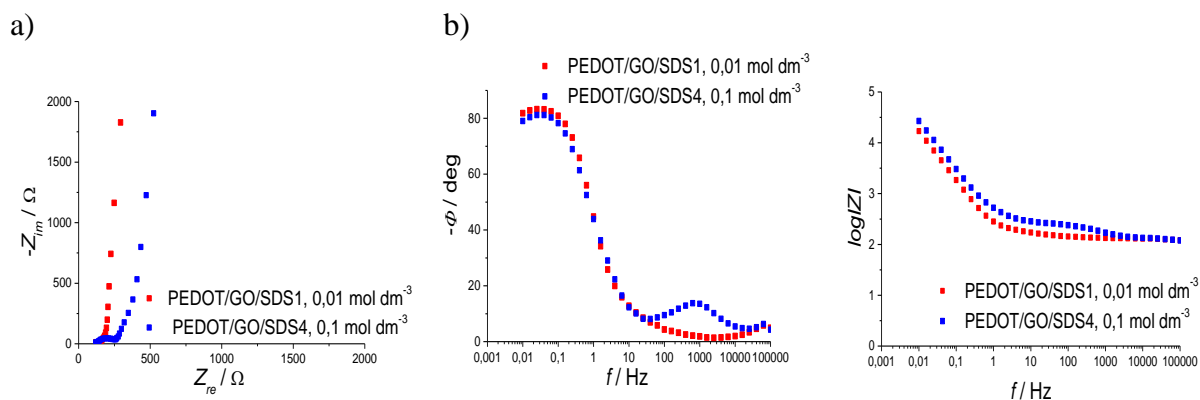 a)
b)
2000
1500
1000
500
0
-Z_im / Ω
0 500 1000 1500 2000
Z_re / Ω
PEDOT/GO/SDS1, 0,01 mol dm⁻³
PEDOT/GO/SDS4, 0,1 mol dm⁻³
PEDOT/GO/SDS1, 0,01 mol dm⁻³
PEDOT/GO/SDS4, 0,1 mol dm⁻³
80
60
40
20
0
-Φ / deg
0,001 0,01 0,1 1 10 100 1000 10000 100000
f / Hz
5
4
3
2
1
0
logIZI
PEDOT/GO/SDS1, 0,01 mol dm⁻³
PEDOT/GO/SDS4, 0,1 mol dm⁻³
0,001 0,01 0,1 1 10 100 1000 10000 100000
f / Hz